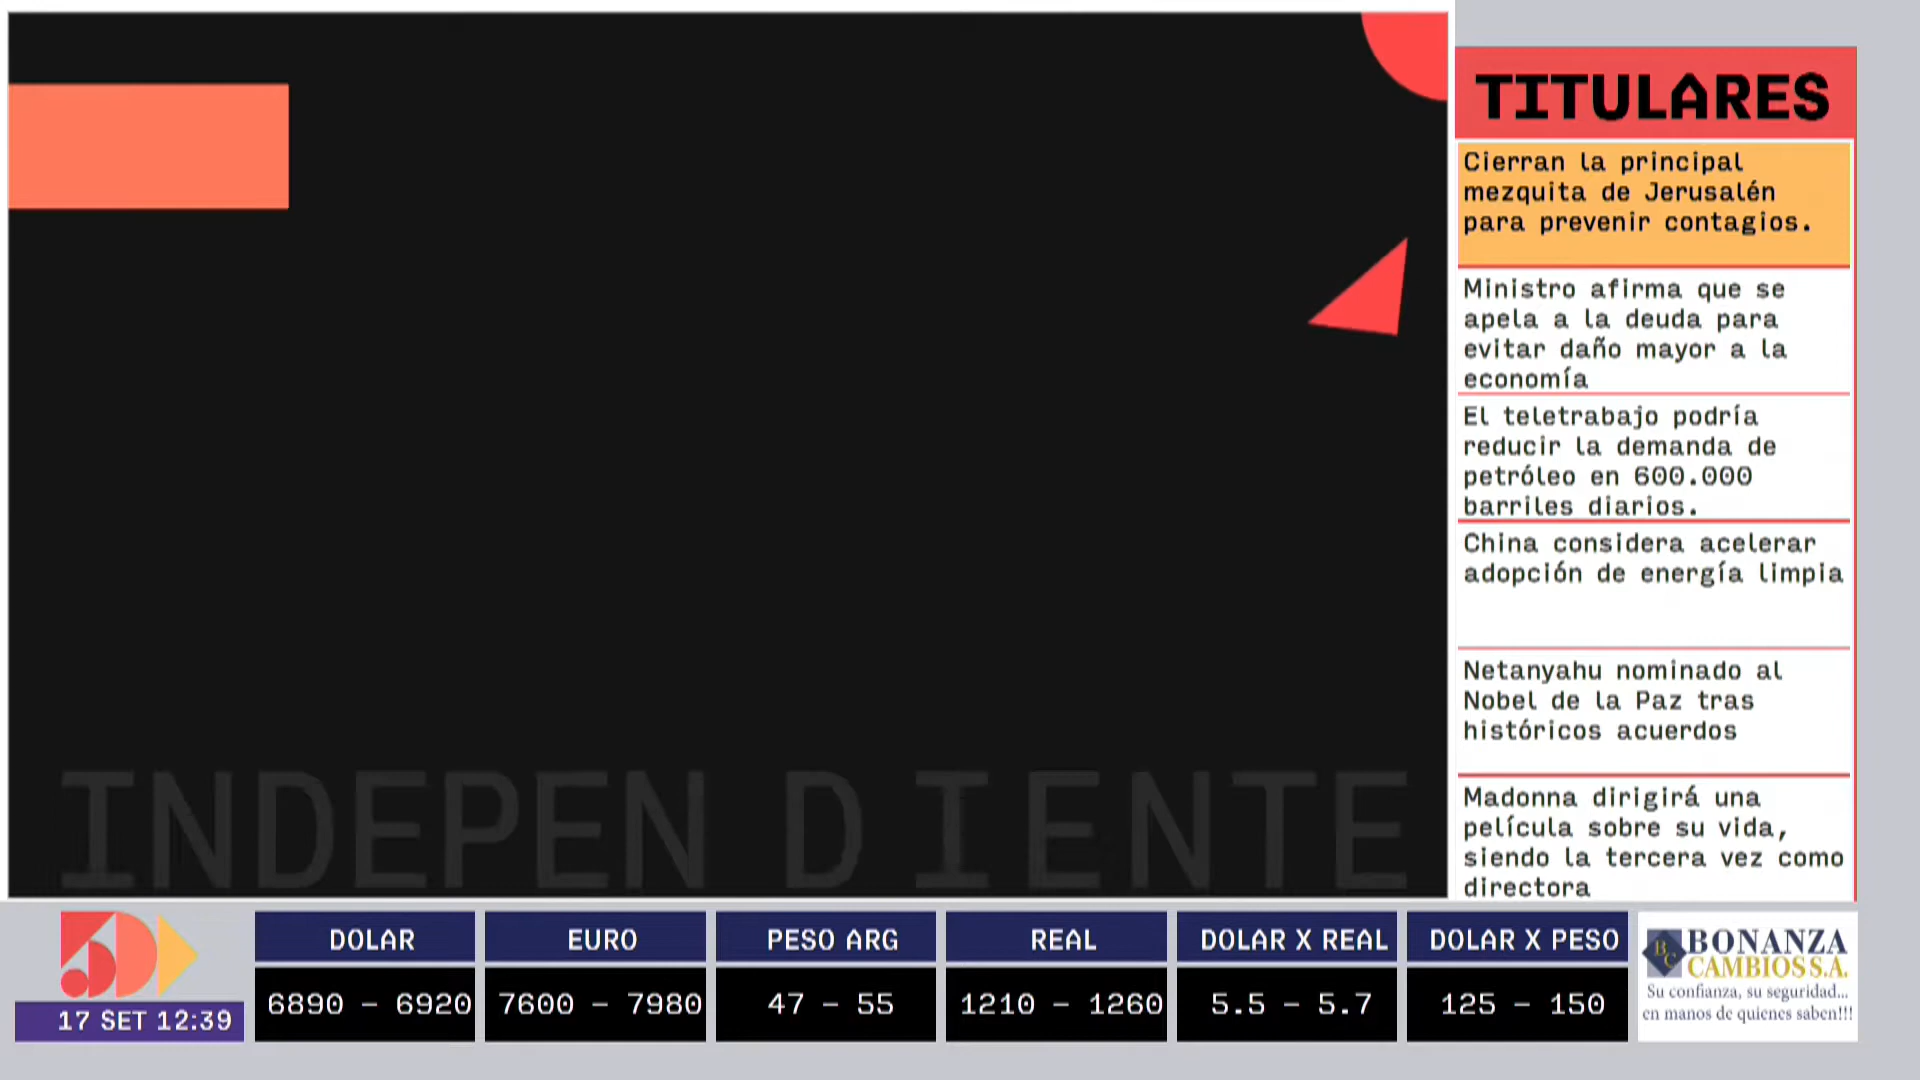 TITULARES
Cierran la principal
mezquita de Jerusalén
para prevenir contagios.
Ministro afirma que se
apela a la deuda para
evitar daño mayor a la
economía
El teletrabajo podría
reducir la demanda de
petróleo en 600.000
barriles diarios.
China considera acelerar
adopción de energía limpia
Netanyahu nominado al
Nobel de la Paz tras
históricos acuerdos
Madonna dirigirá una
película sobre su vida,
siendo la tercera vez como
directora
INDEPEN D IENTE
5D
17 SET 12:39
DOLAR
6890 - 6920
EURO
7600 - 7980
PESO ARG
47 - 55
REAL
1210 - 1260
DOLAR X REAL
5.5 - 5.7
DOLAR X PESO
125 - 150
BC
BONANZA
CAMBIOS S.A.
Su confianza, su seguridad...
en manos de quienes saben!!!